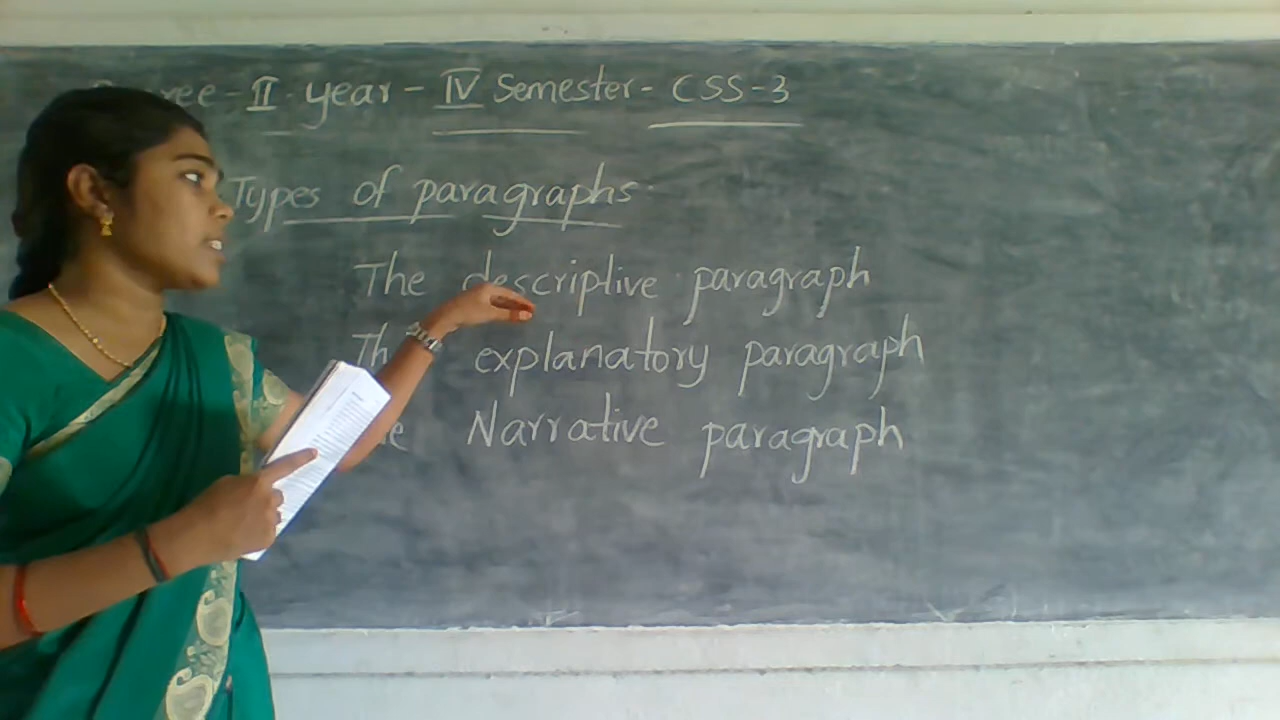 II year - IV Semester - CSS-3
Types of paragraphs
The descriptive paragraph
explanatory paragraph
Narrative paragraph